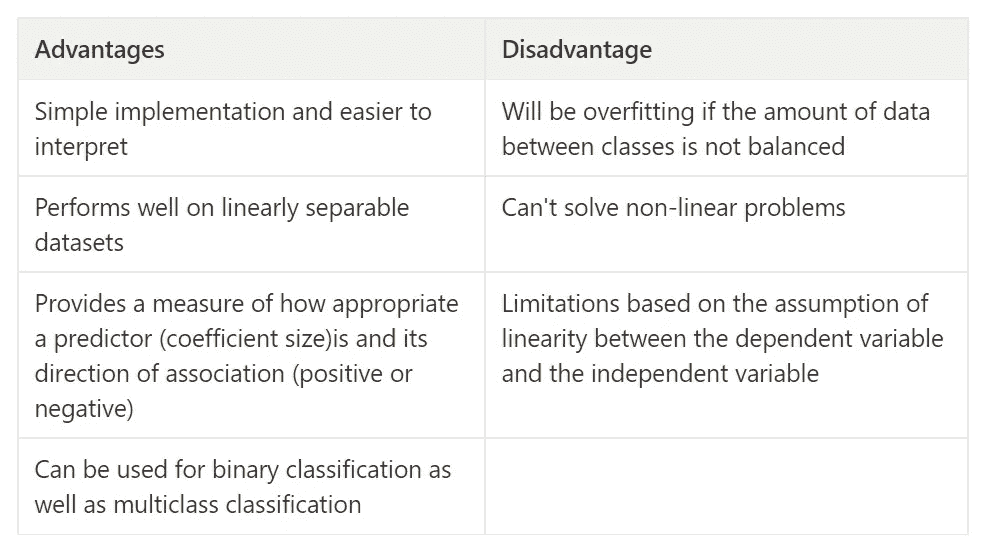 Advantages
Disadvantage
Simple implementation and easier to
interpret
Will be overfitting if the amount of data
between classes is not balanced
Performs well on linearly separable
datasets
Can't solve non-linear problems
Provides a measure of how appropriate
a predictor (coefficient size)is and its
direction of association (positive or
negative)
Limitations based on the assumption of
linearity between the dependent variable
and the independent variable
Can be used for binary classification as
well as multiclass classification